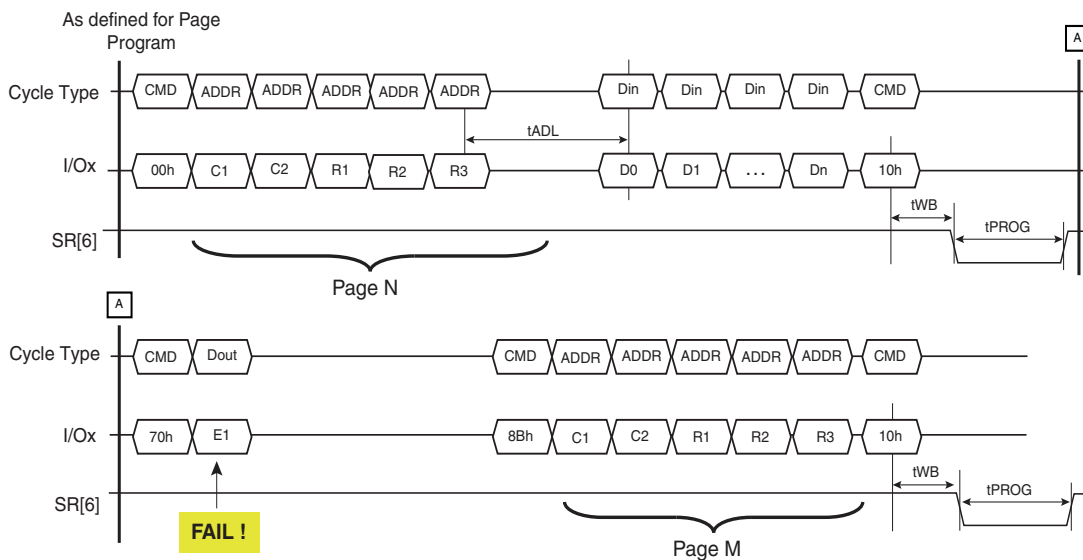 As defined for Page
Program
A
Cycle Type CMD ADDR ADDR ADDR ADDR ADDR Din Din Din Din CMD
tADL
I/Ox 00h C1 C2 R1 R2 R3 D0 D1 ... Dn 10h
tWB
tPROG
SR[6]
Page N
A
Cycle Type CMD Dout CMD ADDR ADDR ADDR ADDR ADDR CMD
I/Ox 70h E1 8Bh C1 C2 R1 R2 R3 10h
tWB
tPROG
SR[6]
FAIL !
Page M